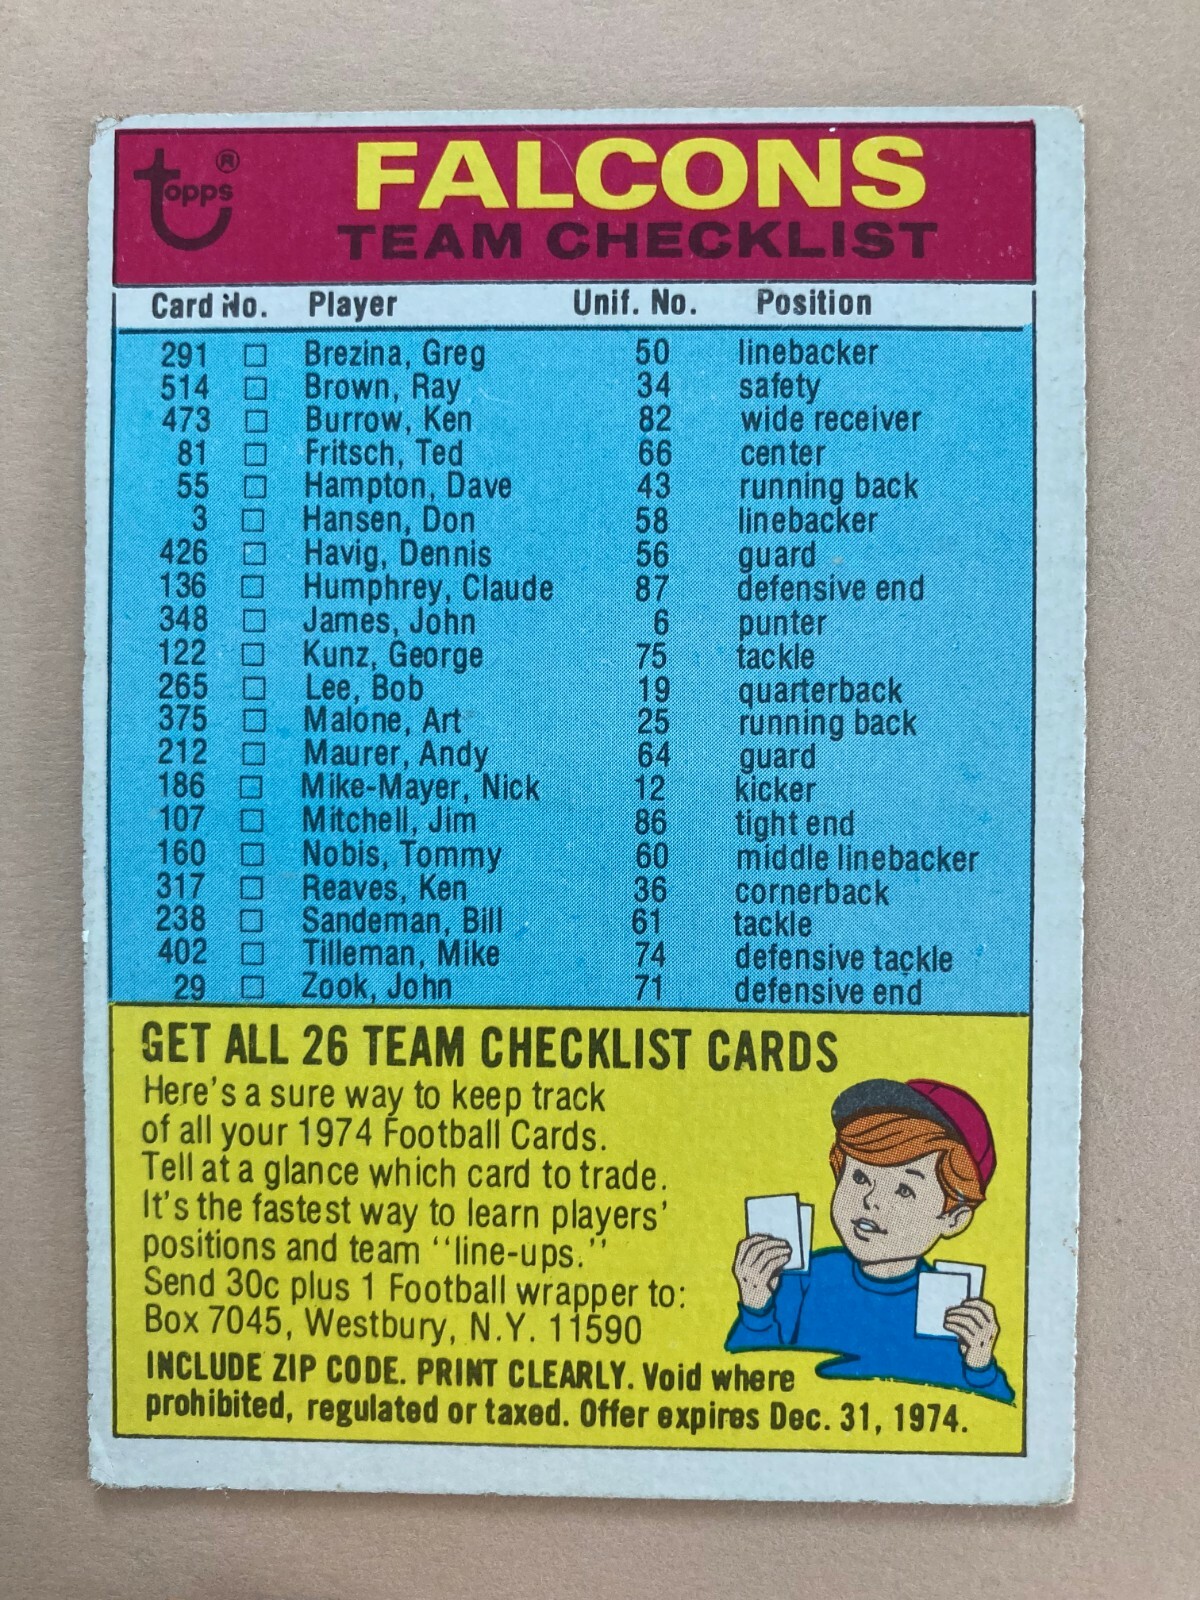 topps ®
FALCONS
TEAM CHECKLIST
Card No. Player Unif. No. Position
291 Brezina, Greg 50 linebacker
514 Brown, Ray 34 safety
473 Burrow, Ken 82 wide receiver
81 Fritsch, Ted 66 center
55 Hampton, Dave 43 running back
3 Hansen, Don 58 linebacker
426 Havig, Dennis 56 guard
136 Humphrey, Claude 87 defensive end
348 James, John 6 punter
122 Kunz, George 75 tackle
265 Lee, Bob 19 quarterback
375 Malone, Art 25 running back
212 Maurer, Andy 64 guard
186 Mike-Mayer, Nick 12 kicker
107 Mitchell, Jim 86 tight end
160 Nobis, Tommy 60 middle linebacker
317 Reaves, Ken 36 cornerback
238 Sandeman, Bill 61 tackle
402 Tilleman, Mike 74 defensive tackle
29 Zook, John 71 defensive end
GET ALL 26 TEAM CHECKLIST CARDS
Here's a sure way to keep track
of all your 1974 Football Cards.
Tell at a glance which card to trade.
It's the fastest way to learn players'
positions and team "line-ups."
Send 30c plus 1 Football wrapper to:
Box 7045, Westbury, N.Y. 11590
INCLUDE ZIP CODE. PRINT CLEARLY. Void where
prohibited, regulated or taxed. Offer expires Dec. 31, 1974.